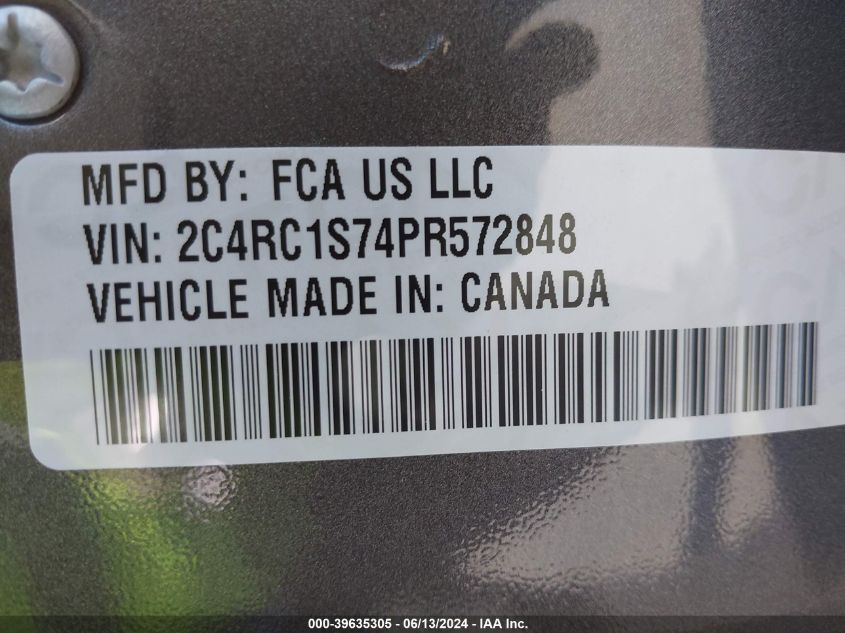 MFD BY: FCA US LLC
VIN: 2C4RC1S74PR572848
VEHICLE MADE IN: CANADA
000-39635305 - 06/13/2024 - IAA Inc.